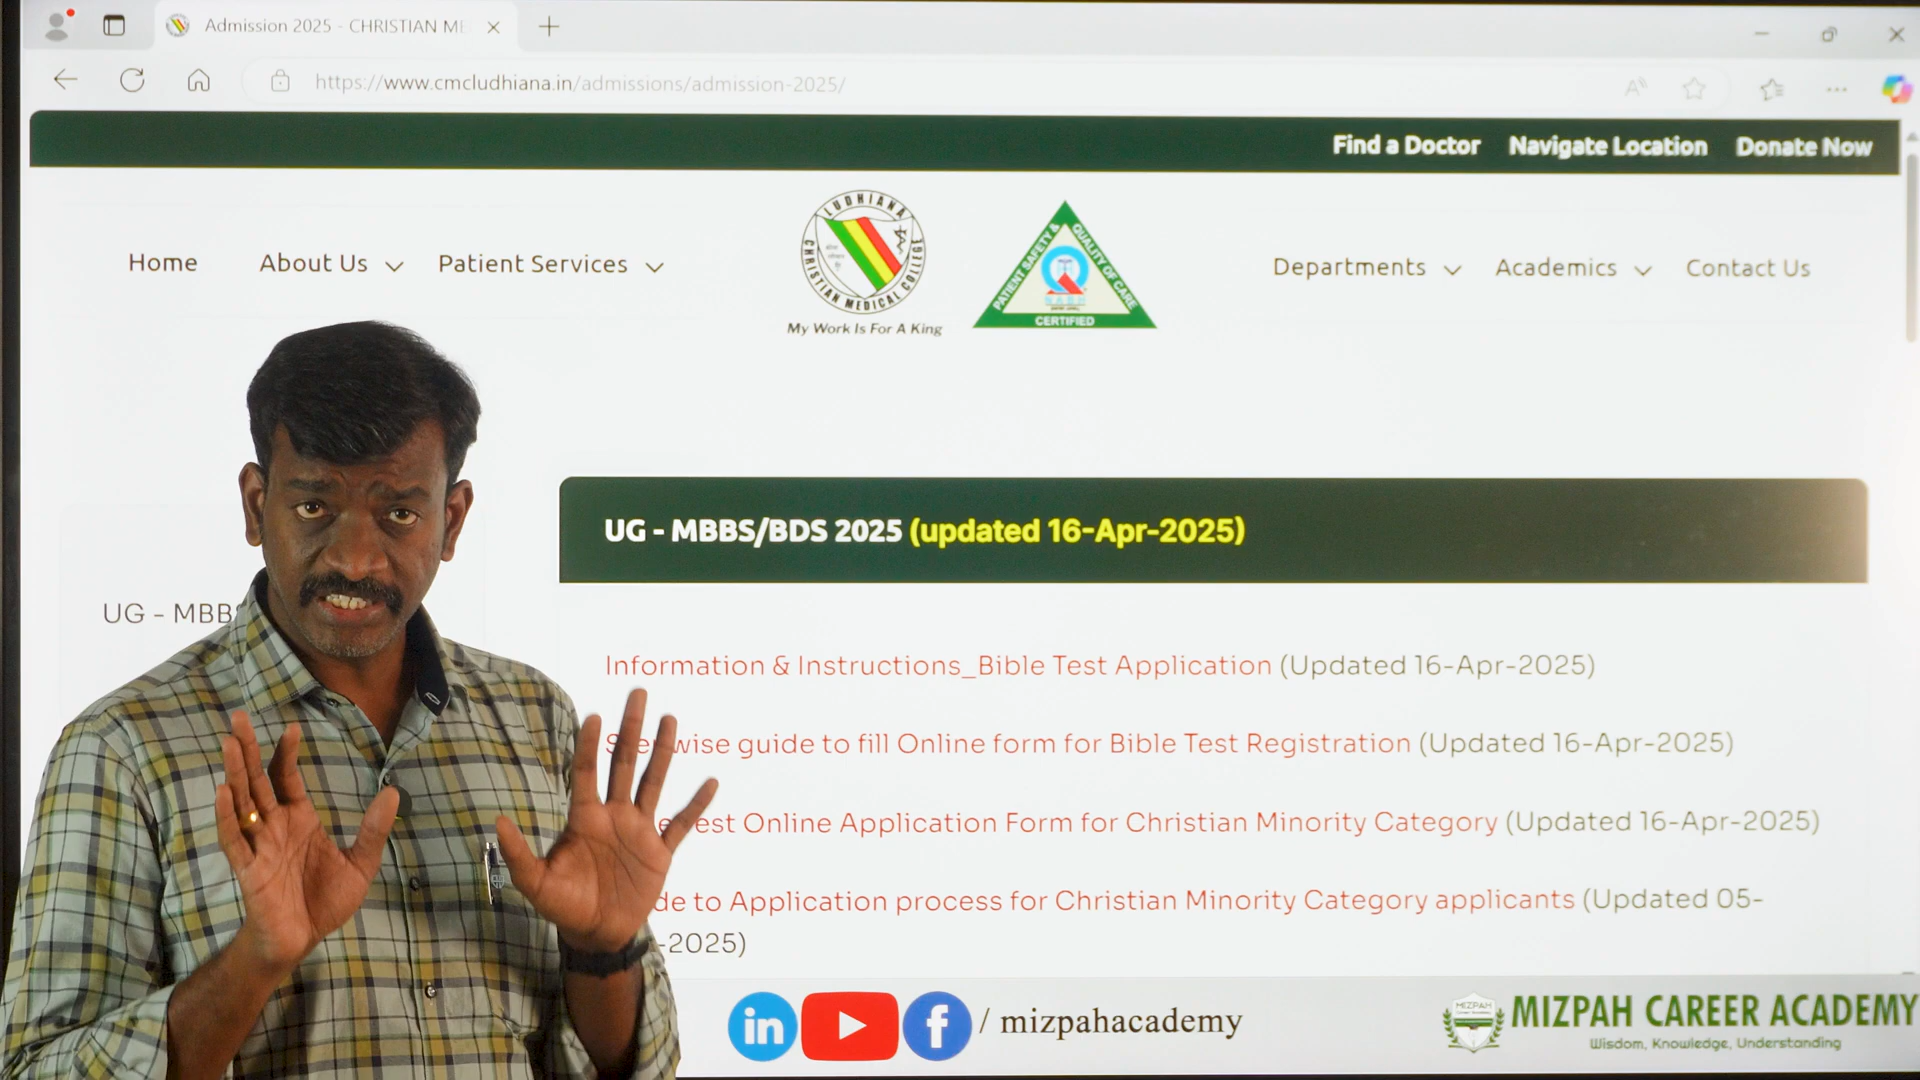 Admission 2025 - CHRISTIAN ME
https://www.cmcludhiana.in/admissions/admission-2025/
Find a Doctor Navigate Location Donate Now
Home About Us Patient Services
LUDHIANA
CHRISTIAN MEDICAL COLLEGE
My Work Is For A King
PATIENT SAFETY & QUALITY OF CARE
NABH
CERTIFIED
Departments Academics Contact Us
UG - MBBS/BDS 2025 (updated 16-Apr-2025)
UG - MBB
Information & Instructions_Bible Test Application (Updated 16-Apr-2025)
wise guide to fill Online form for Bible Test Registration (Updated 16-Apr-2025)
est Online Application Form for Christian Minority Category (Updated 16-Apr-2025)
de to Application process for Christian Minority Category applicants (Updated 05-
-2025)
in f / mizpahacademy
MIZPAH
MIZPAH CAREER ACADEMY
Wisdom, Knowledge, Understanding